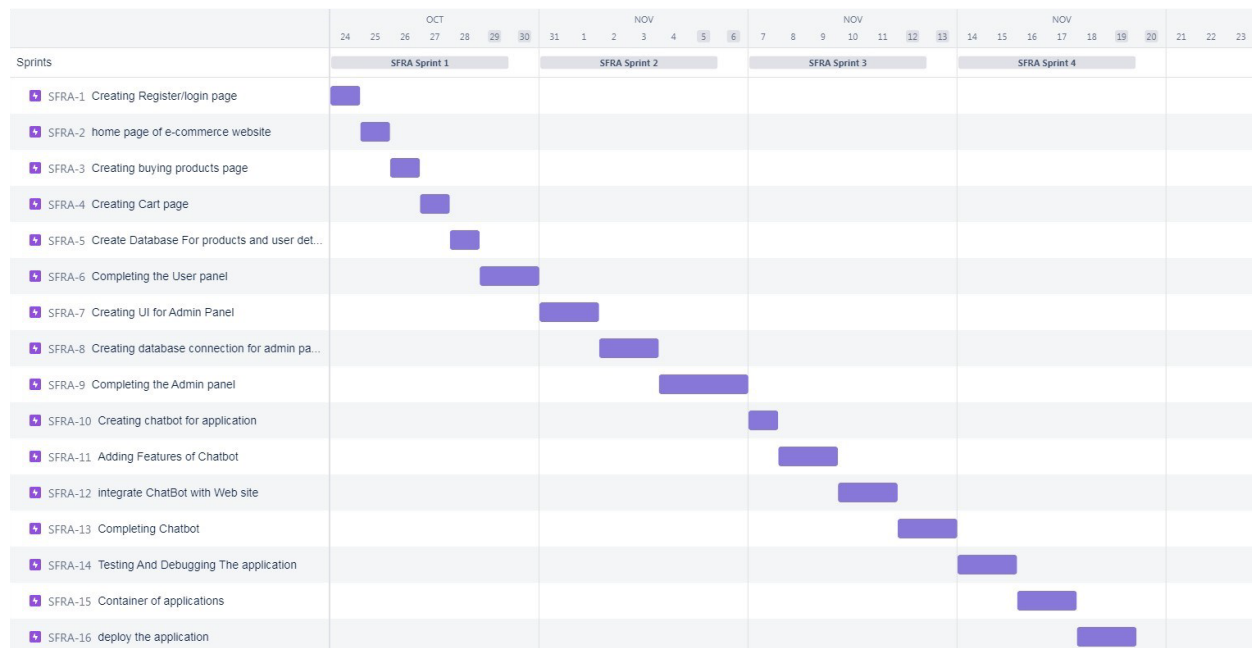 OCT NOV NOV NOV
24 25 26 27 28 29 30 31 1 2 3 4 5 6 7 8 9 10 11 12 13 14 15 16 17 18 19 20 21 22 23
Sprints SFRA Sprint 1 SFRA Sprint 2 SFRA Sprint 3 SFRA Sprint 4
SFRA-1 Creating Register/login page
SFRA-2 home page of e-commerce website
SFRA-3 Creating buying products page
SFRA-4 Creating Cart page
SFRA-5 Create Database For products and user det...
SFRA-6 Completing the User panel
SFRA-7 Creating UI for Admin Panel
SFRA-8 Creating database connection for admin pa...
SFRA-9 Completing the Admin panel
SFRA-10 Creating chatbot for application
SFRA-11 Adding Features of Chatbot
SFRA-12 integrate ChatBot with Web site
SFRA-13 Completing Chatbot
SFRA-14 Testing And Debugging The application
SFRA-15 Container of applications
SFRA-16 deploy the application